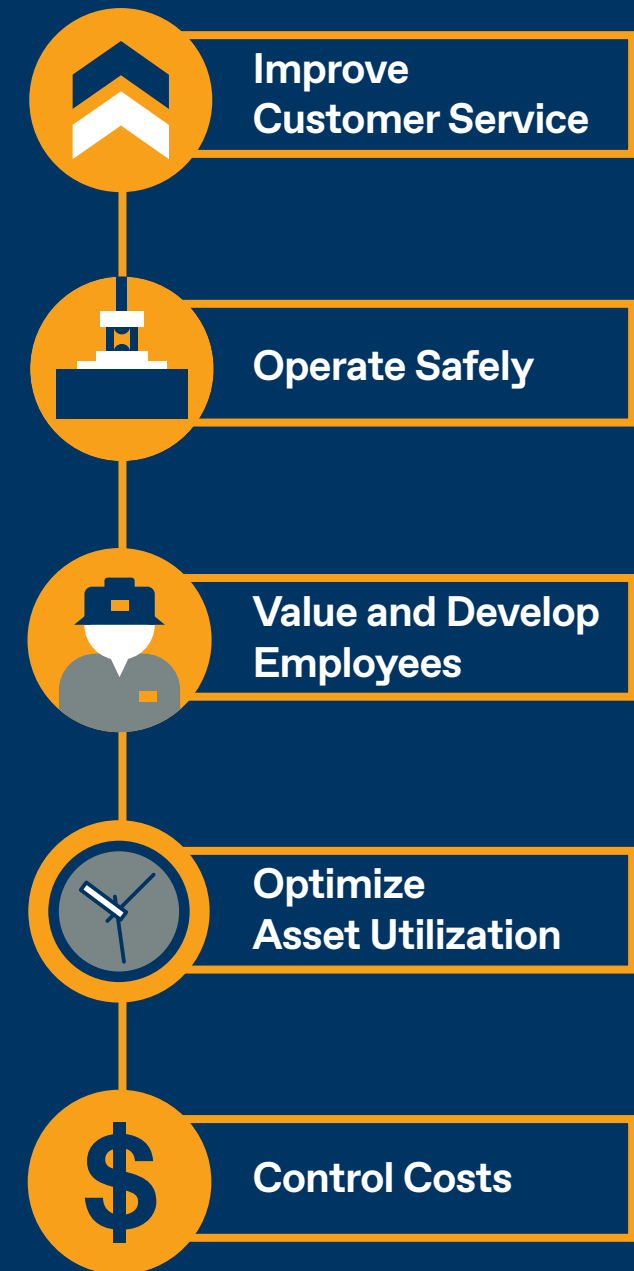 Improve
Customer Service
Operate Safely
Value and Develop
Employees
Optimize
Asset Utilization
$
Control Costs